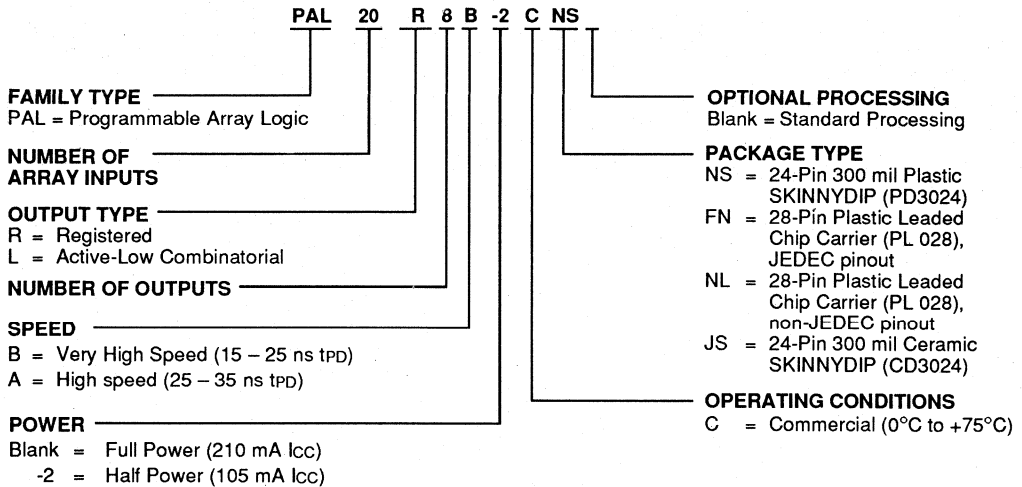 PAL 20 R 8 B -2 C NS
FAMILY TYPE
PAL = Programmable Array Logic
NUMBER OF
ARRAY INPUTS
OUTPUT TYPE
R = Registered
L = Active-Low Combinatorial
NUMBER OF OUTPUTS
SPEED
B = Very High Speed (15 – 25 ns tPD)
A = High speed (25 – 35 ns tPD)
POWER
Blank = Full Power (210 mA ICC)
-2 = Half Power (105 mA ICC)
OPTIONAL PROCESSING
Blank = Standard Processing
PACKAGE TYPE
NS = 24-Pin 300 mil Plastic
SKINNYDIP (PD3024)
FN = 28-Pin Plastic Leaded
Chip Carrier (PL 028),
JEDEC pinout
NL = 28-Pin Plastic Leaded
Chip Carrier (PL 028),
non-JEDEC pinout
JS = 24-Pin 300 mil Ceramic
SKINNYDIP (CD3024)
OPERATING CONDITIONS
C = Commercial (0°C to +75°C)